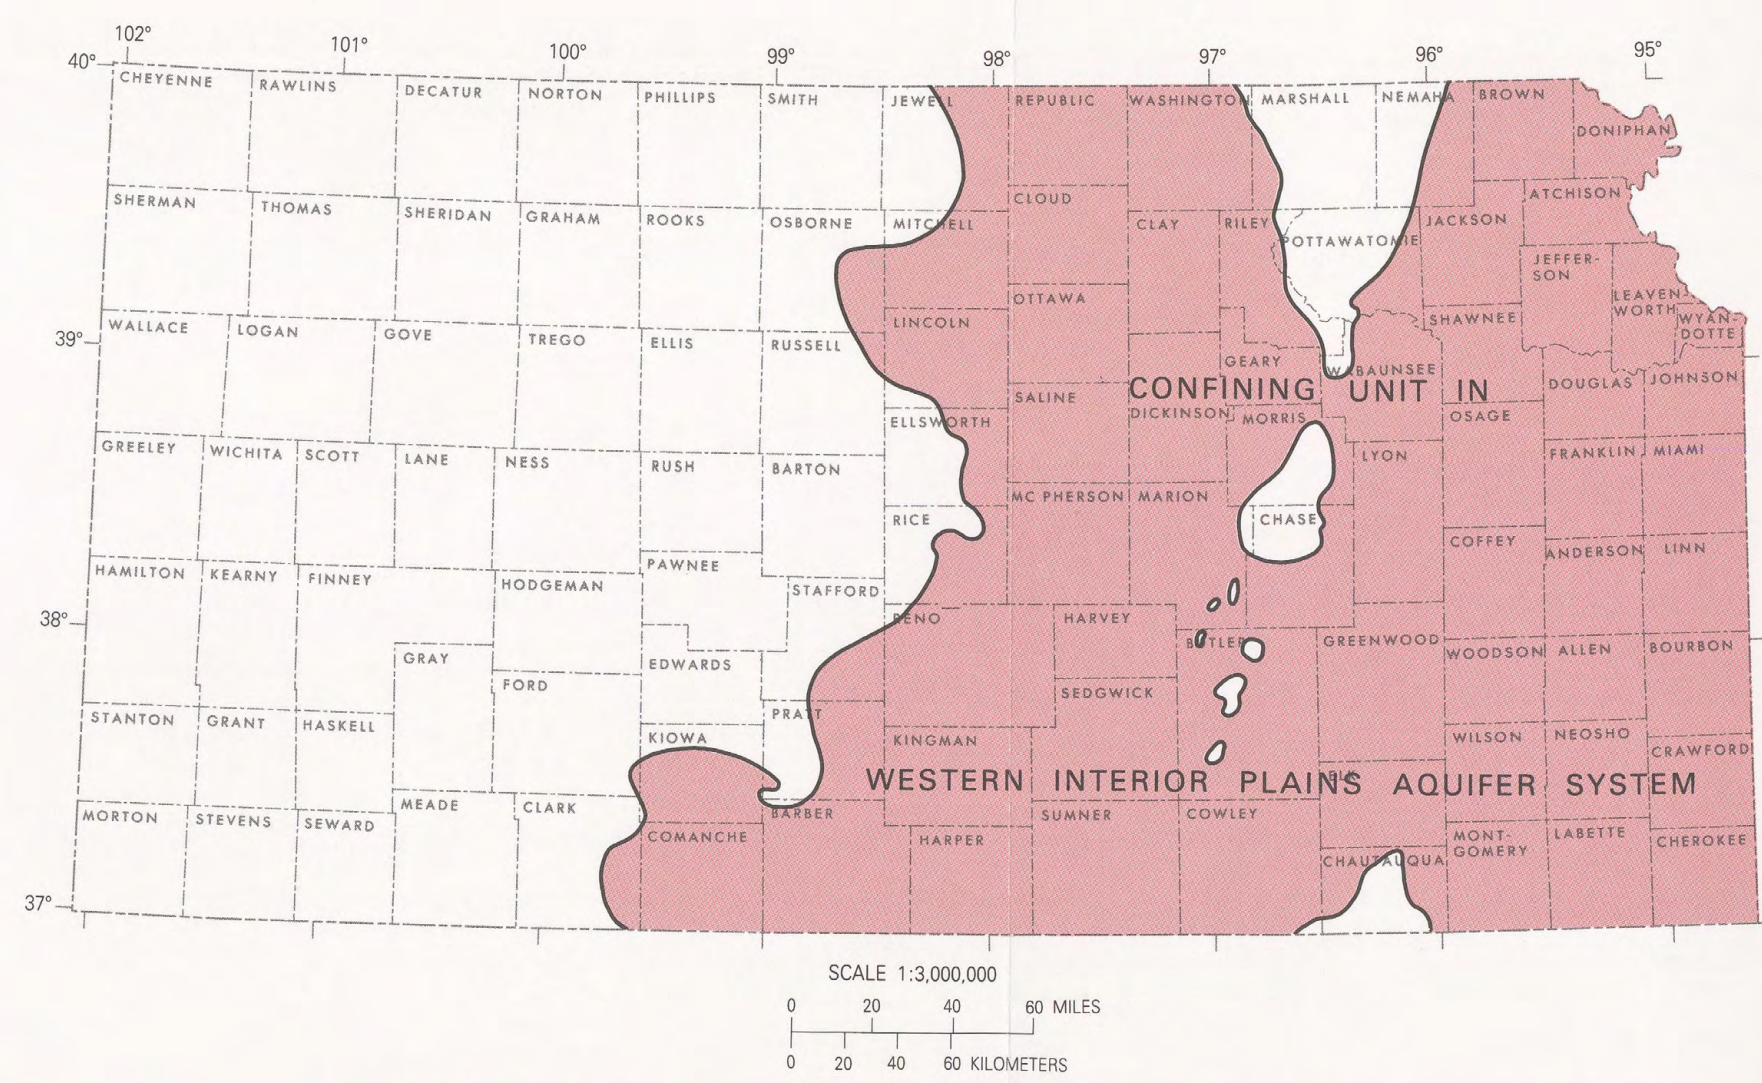 102° 101° 100° 99° 98° 97° 96° 95°
40°
CHEYENNE RAWLINS DECATUR NORTON PHILLIPS SMITH JEWELL REPUBLIC WASHINGTON MARSHALL NEMAHA BROWN
DONIPHAN
SHERMAN THOMAS SHERIDAN GRAHAM ROOKS OSBORNE MITCHELL CLOUD CLAY RILEY POTTAWATOMIE JACKSON ATCHISON
JEFFER-
SON
LEAVEN-
WORTH
WYAN-
DOTTE
39°
WALLACE LOGAN GOVE TREGO ELLIS RUSSELL LINCOLN OTTAWA GEARY WABAUNSEE SHAWNEE DOUGLAS JOHNSON
CONFINING UNIT IN
GREELEY WICHITA SCOTT LANE NESS RUSH BARTON ELLSWORTH SALINE DICKINSON MORRIS LYON OSAGE FRANKLIN MIAMI
RICE MC PHERSON MARION CHASE COFFEY ANDERSON LINN
HAMILTON KEARNY FINNEY HODGEMAN PAWNEE STAFFORD
38°
RENO HARVEY BUTLER GREENWOOD WOODSON ALLEN BOURBON
GRAY FORD EDWARDS SEDGWICK
STANTON GRANT HASKELL KIOWA PRATT KINGMAN WILSON NEOSHO CRAWFORD
WESTERN INTERIOR PLAINS AQUIFER SYSTEM
ELK
MORTON STEVENS SEWARD MEADE CLARK COMANCHE BARBER HARPER SUMNER COWLEY CHAUTAUQUA
MONT-
GOMERY
LABETTE CHEROKEE
37°
SCALE 1:3,000,000
0 20 40 60 MILES
0 20 40 60 KILOMETERS